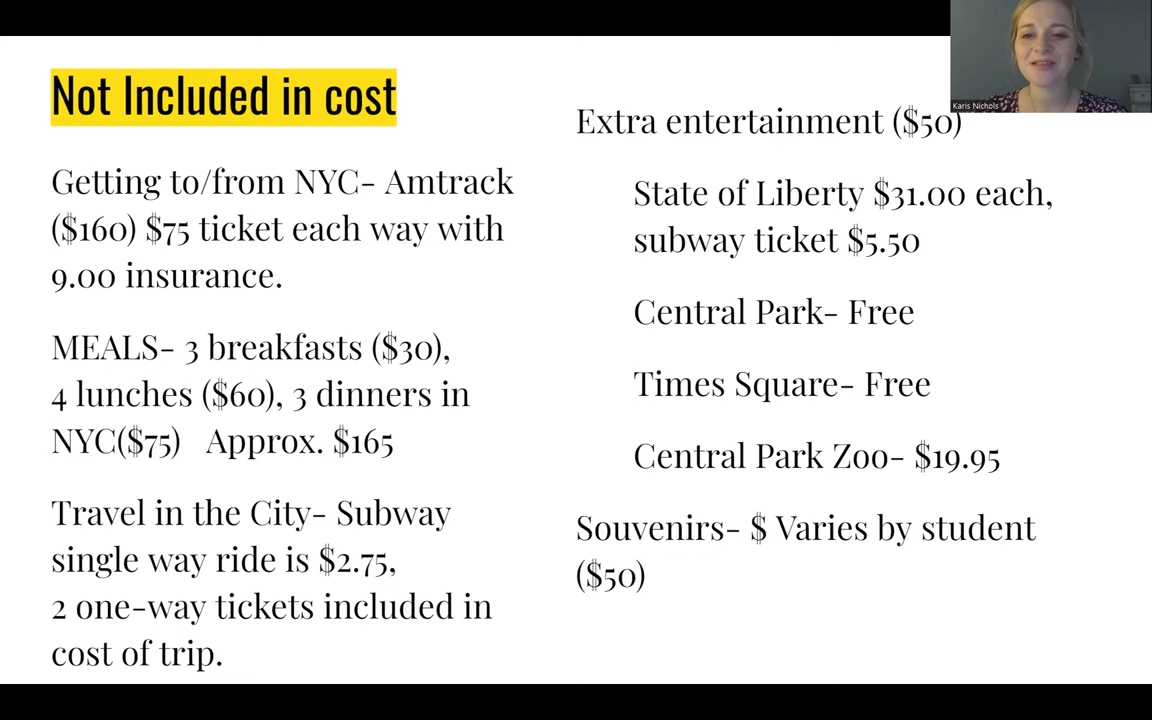 Not Included in cost
Getting to/from NYC- Amtrack
($160) $75 ticket each way with
9.00 insurance.
MEALS- 3 breakfasts ($30),
4 lunches ($60), 3 dinners in
NYC($75) Approx. $165
Travel in the City- Subway
single way ride is $2.75,
2 one-way tickets included in
cost of trip.
Extra entertainment ($50)
State of Liberty $31.00 each,
subway ticket $5.50
Central Park- Free
Times Square- Free
Central Park Zoo- $19.95
Souvenirs- $ Varies by student
($50)
Karis Nichols